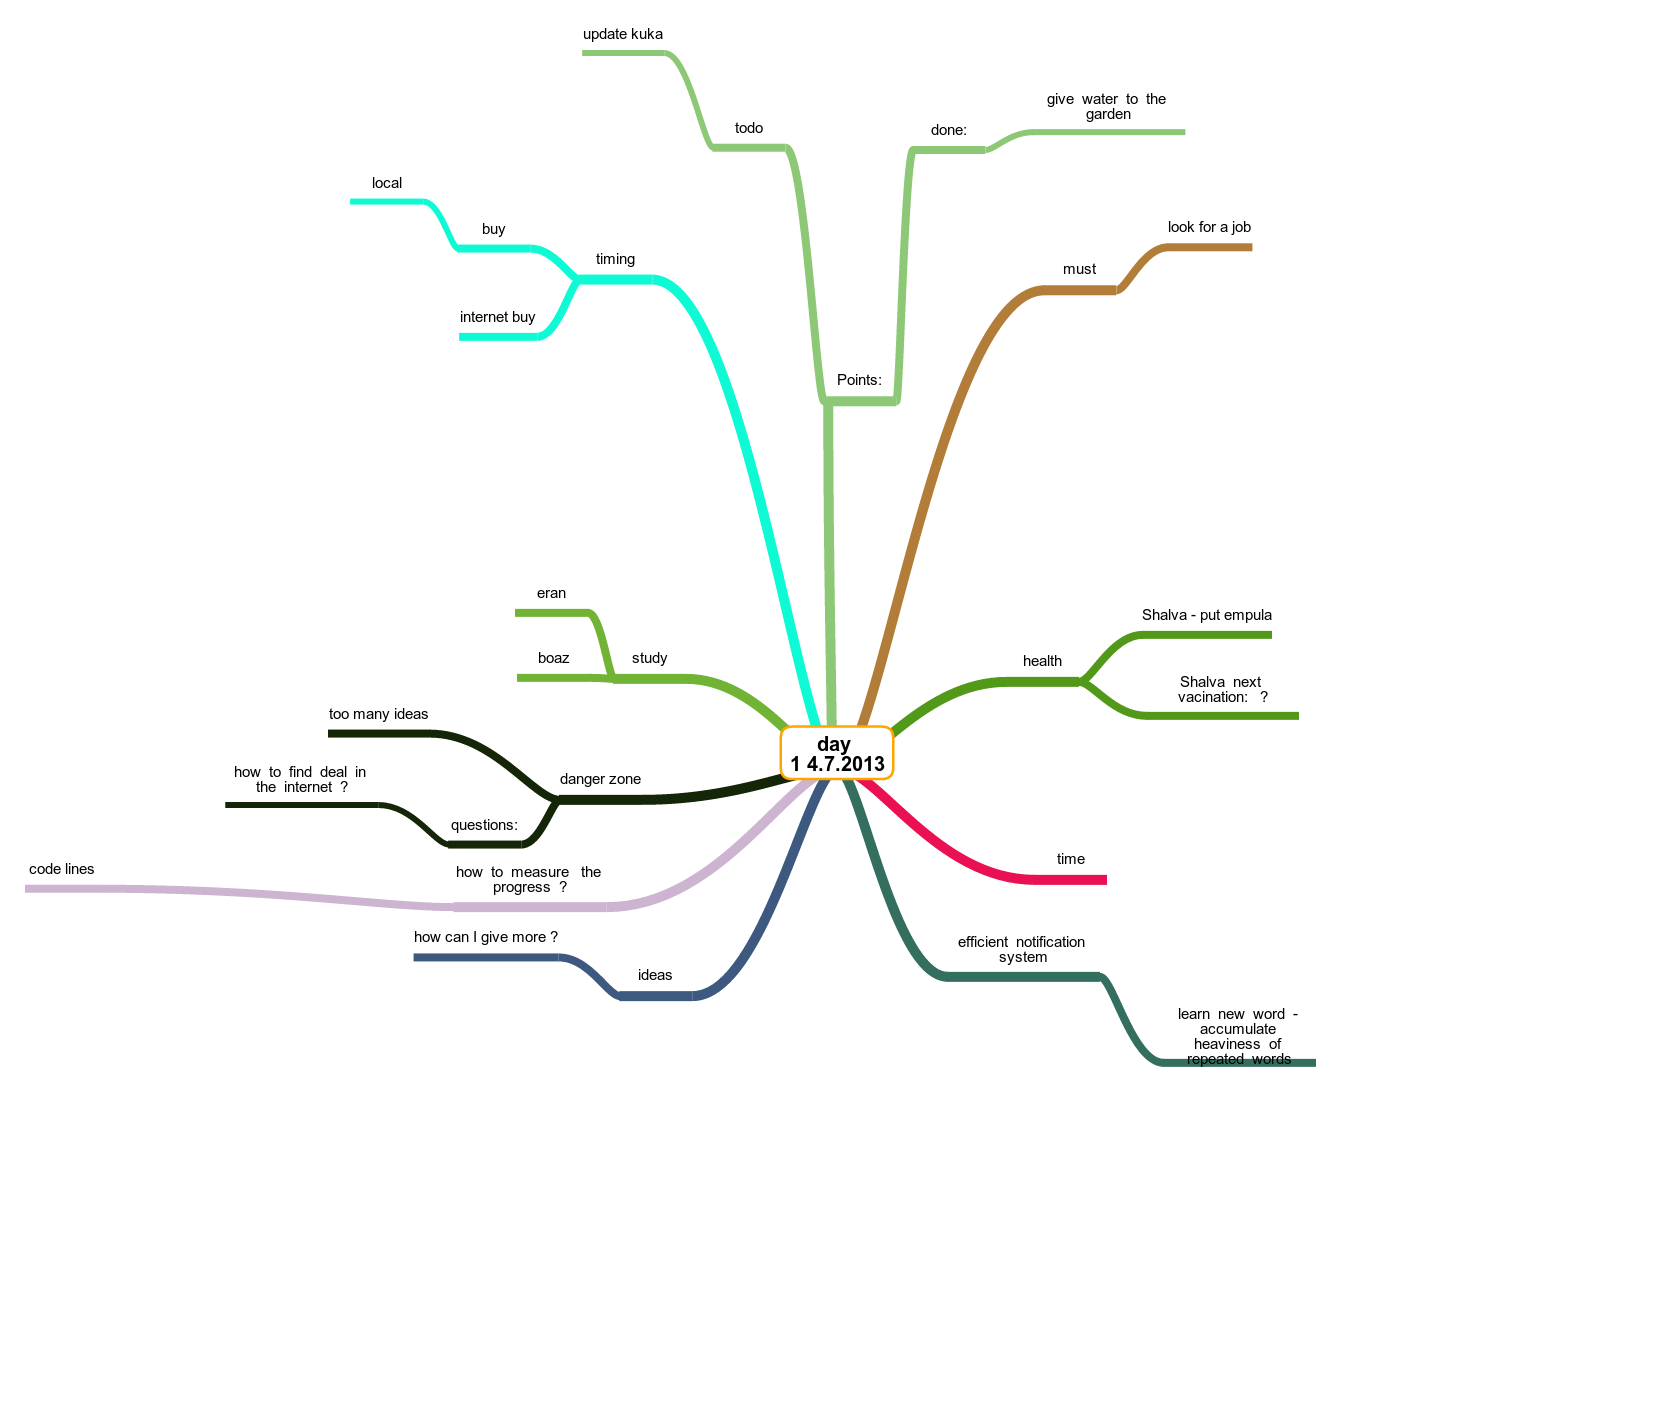 update kuka
give water to the
garden
todo
done:
local
look for a job
buy
timing
must
internet buy
Points:
eran
Shalva - put empula
boaz
study
health
Shalva next
vacination: ?
too many ideas
day
1 4.7.2013
how to find deal in
the internet ?
danger zone
questions:
time
code lines
how to measure the
progress ?
how can I give more ?
efficient notification
system
ideas
learn new word -
accumulate
heaviness of
repeated words